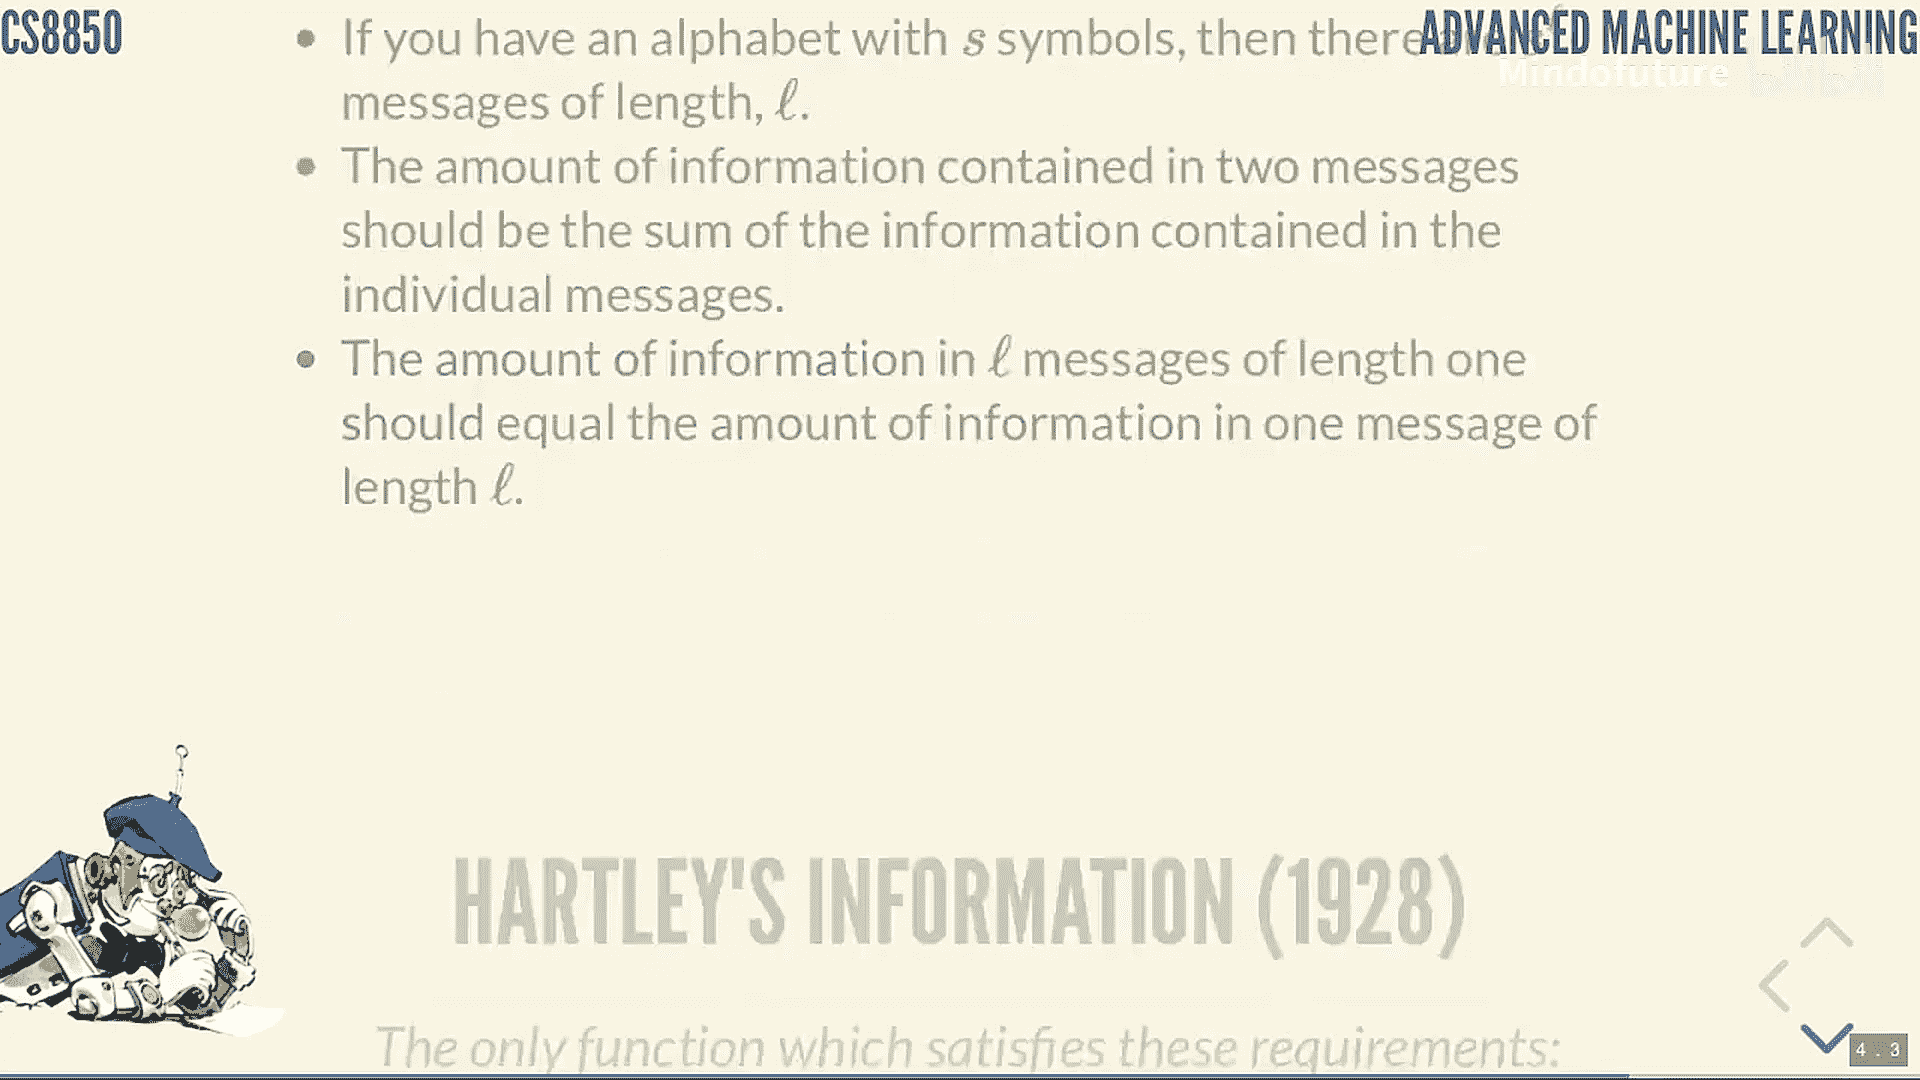 CS8850
ADVANCED MACHINE LEARNING
Mindofuture
• If you have an alphabet with s symbols, then there
messages of length, ℓ.
• The amount of information contained in two messages
should be the sum of the information contained in the
individual messages.
• The amount of information in ℓ messages of length one
should equal the amount of information in one message of
length ℓ.
HARTLEY'S INFORMATION (1928)
The only function which satisfies these requirements:
4.3